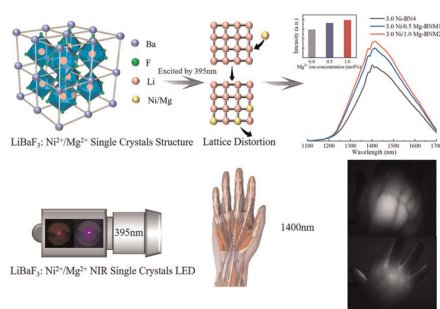 Ba
F
Li
Ni/Mg
LiBaF₃: Ni²⁺/Mg²⁺ Single Crystals Structure
Excited by 395nm
Ni/Mg
Lattice Distortion
Intensity (a.u.)
0.0 0.5 1.0
Mg²⁺ ion concentration (mol%)
3.0 Ni-BN4
3.0 Ni/0.5 Mg-BNM1
3.0 Ni/1.0 Mg-BNM2
1100 1200 1300 1400 1500 1600 1700
Wavelength (nm)
395nm
LiBaF₃: Ni²⁺/Mg²⁺ NIR Single Crystals LED
1400nm